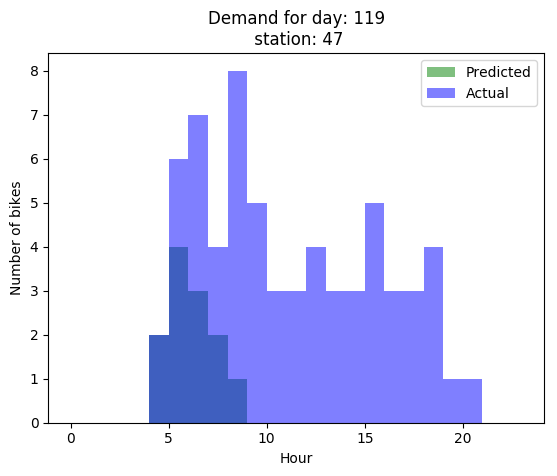 Demand for day: 119
station: 47
Predicted
Actual
Number of bikes
8
7
6
5
4
3
2
1
0
0 5 10 15 20
Hour